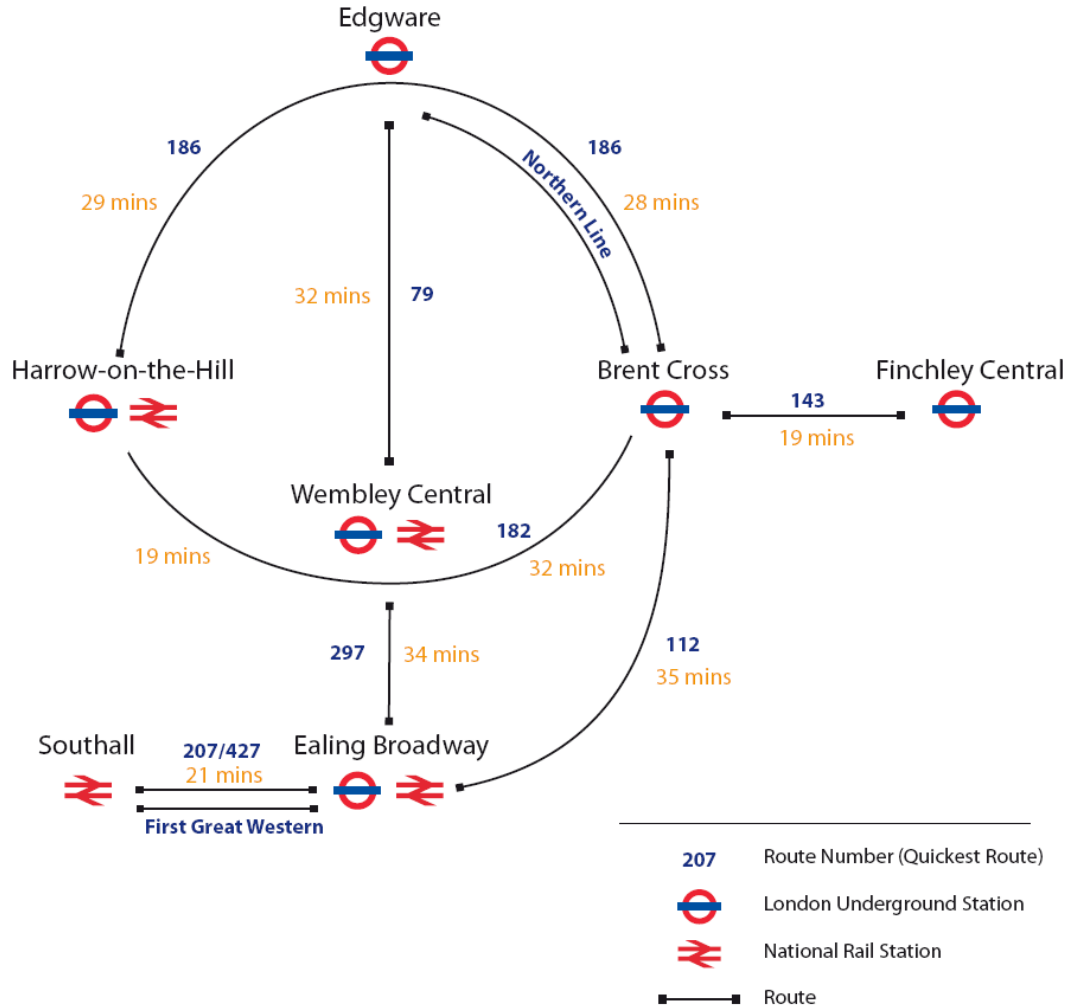 Edgware
186
186
Northern Line
29 mins
28 mins
32 mins
79
Harrow-on-the-Hill
Brent Cross
Finchley Central
143
19 mins
Wembley Central
182
19 mins
32 mins
297
34 mins
112
35 mins
Southall
207/427
Ealing Broadway
21 mins
First Great Western
207
Route Number (Quickest Route)
London Underground Station
National Rail Station
Route